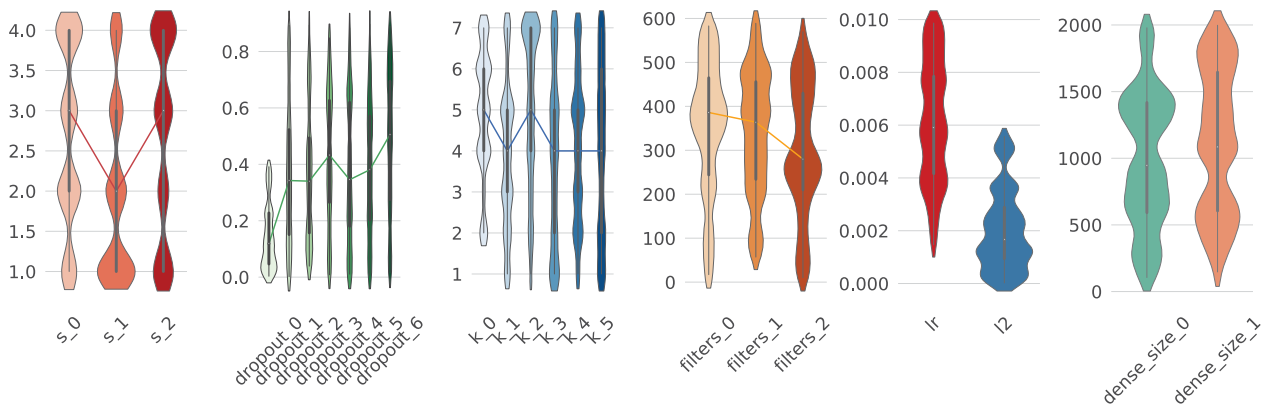 4.0
3.5
3.0
2.5
2.0
1.5
1.0
s_0
s_1
s_2
0.8
0.6
0.4
0.2
0.0
dropout_0
dropout_1
dropout_2
dropout_3
dropout_4
dropout_5
dropout_6
7
6
5
4
3
2
1
k_0
k_1
k_2
k_3
k_4
k_5
600
500
400
300
200
100
0
filters_0
filters_1
filters_2
0.010
0.008
0.006
0.004
0.002
0.000
lr
l2
2000
1500
1000
500
0
dense_size_0
dense_size_1